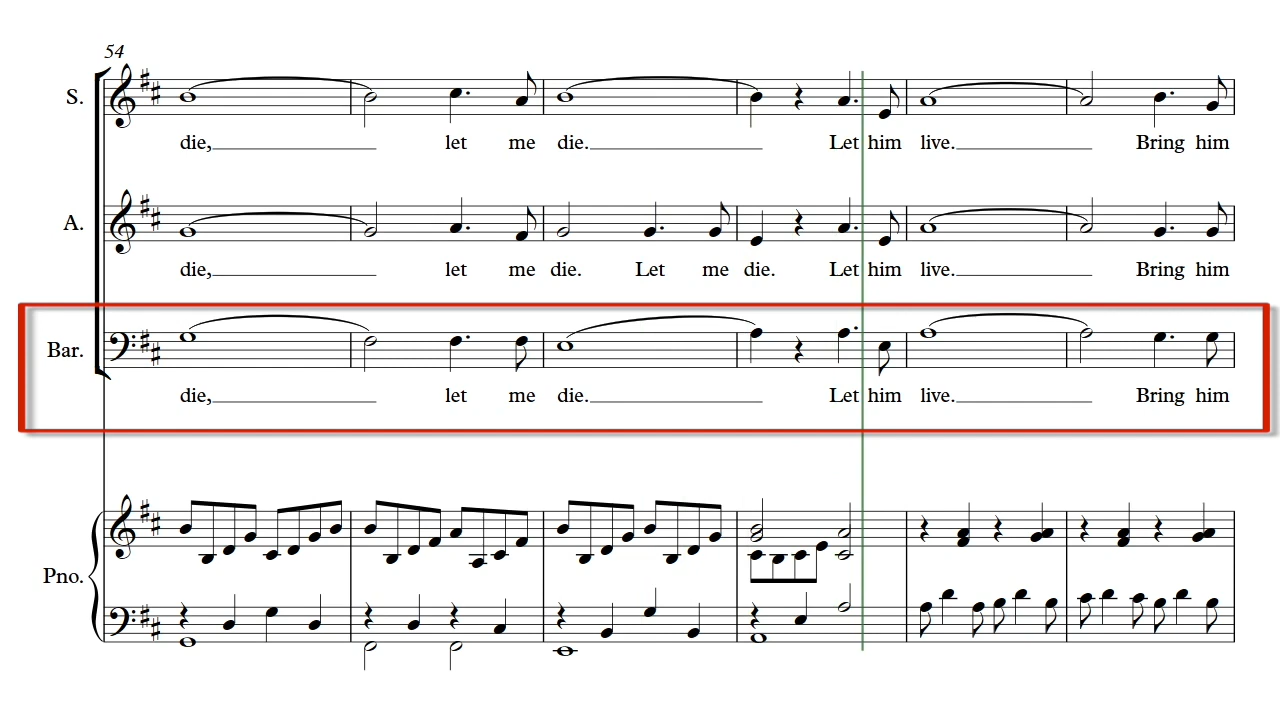 54
S.
die, let me die. Let him live. Bring him
A.
die, let me die. Let me die. Let him live. Bring him
Bar.
die, let me die. Let him live. Bring him
Pno.